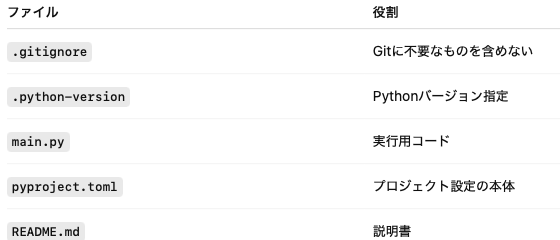 ファイル 役割
.gitignore Gitに不要なものを含めない
.python-version Pythonバージョン指定
main.py 実行用コード
pyproject.toml プロジェクト設定の本体
README.md 説明書